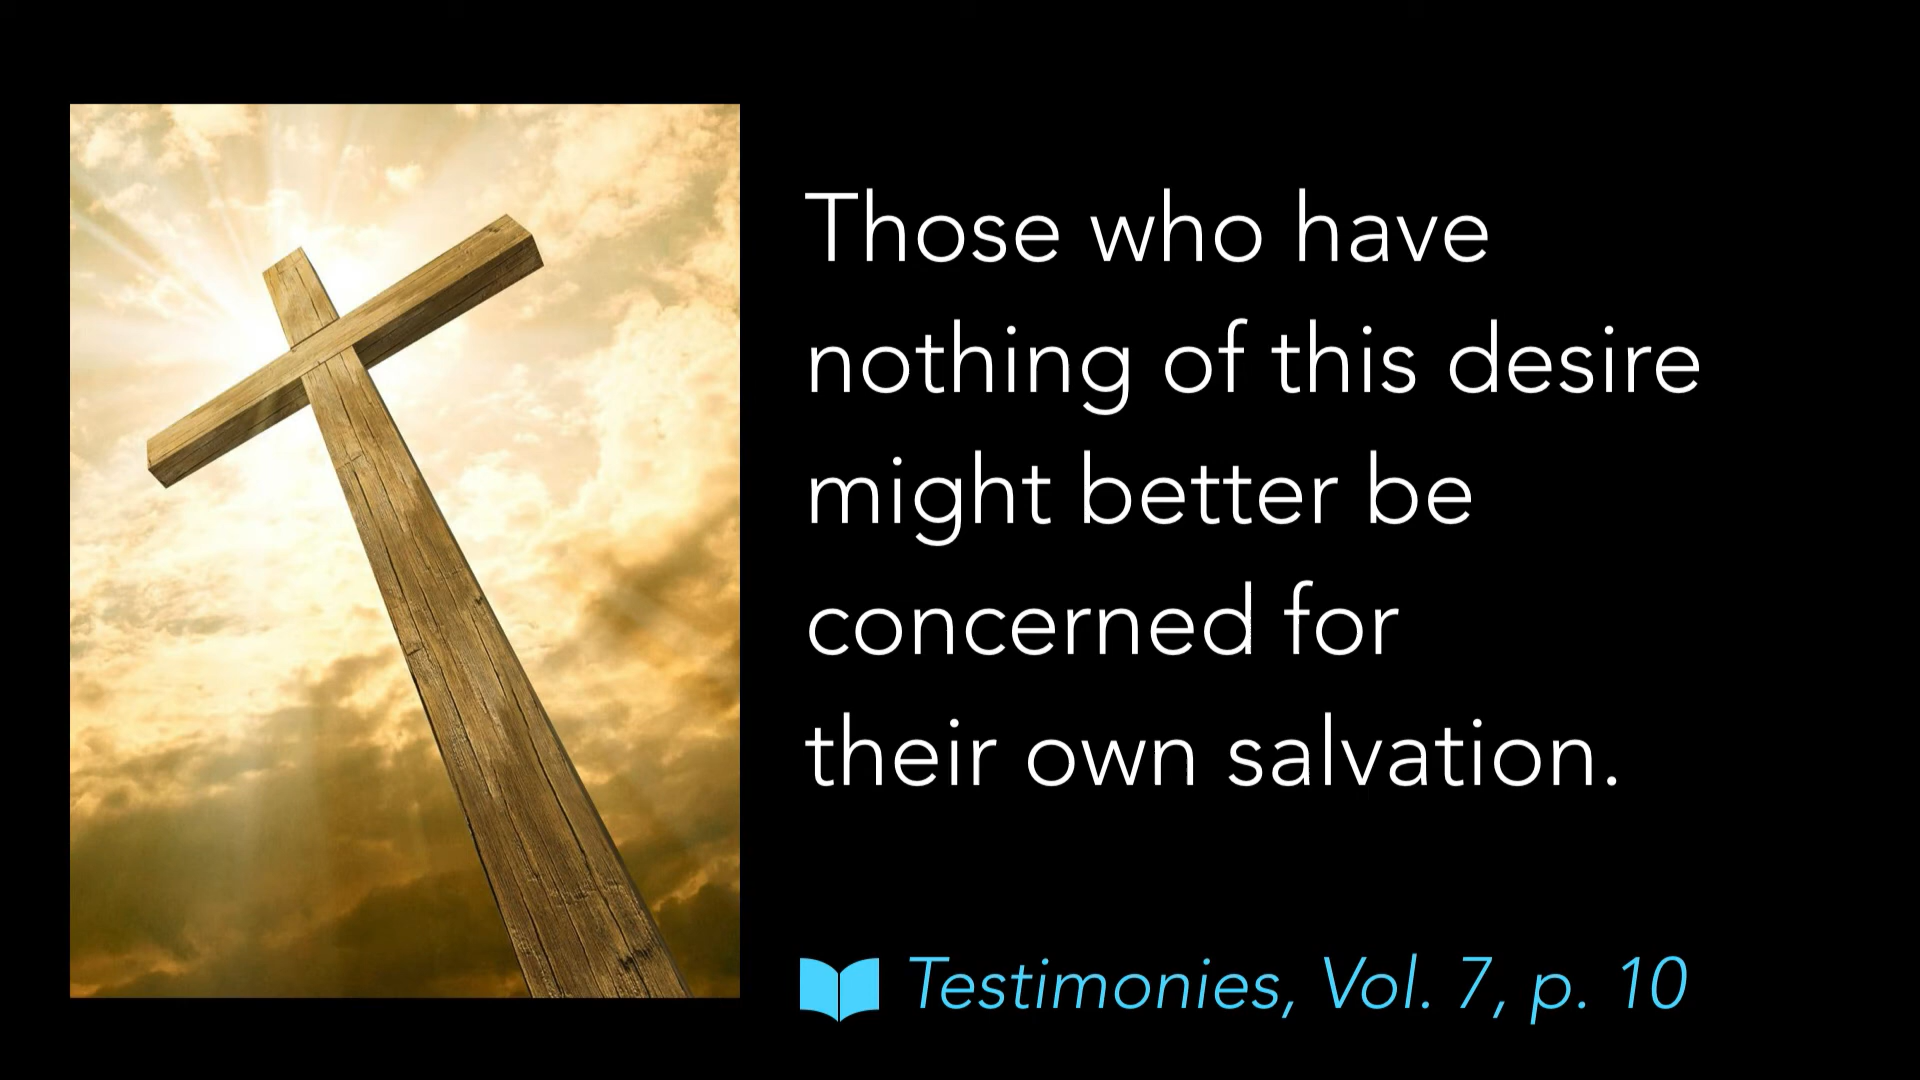 Those who have
nothing of this desire
might better be
concerned for
their own salvation.
Testimonies, Vol. 7, p. 10